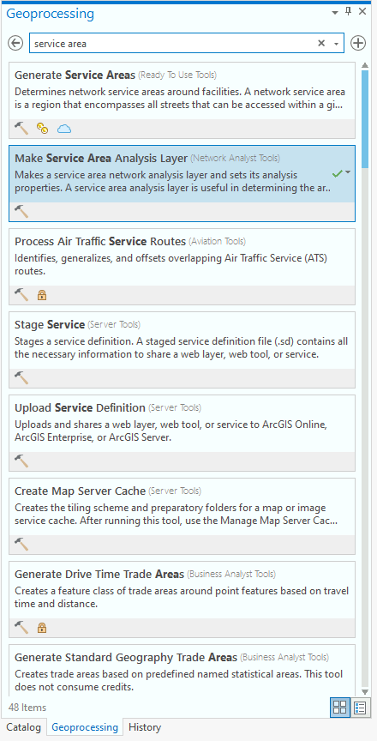 Geoprocessing
service area
Generate Service Areas (Ready To Use Tools)
Determines network service areas around facilities. A network service
area is a region that encompasses all streets that can be accessed within a gi...
Make Service Area Analysis Layer (Network Analyst Tools)
Makes a service area network analysis layer and sets its analysis
properties. A service area analysis layer is useful in determining the ar..
Process Air Traffic Service Routes (Aviation Tools)
Identifies, generalizes, and offsets overlapping Air Traffic Service (ATS)
routes.
Stage Service (Server Tools)
Stages a service definition. A staged service definition file (.sd) contains all
the necessary information to share a web layer, web tool, or service.
Upload Service Definition (Server Tools)
Uploads and shares a web layer, web tool, or service to ArcGIS Online,
ArcGIS Enterprise, or ArcGIS Server.
Create Map Server Cache (Server Tools)
Creates the tiling scheme and preparatory folders for a map or image
service cache. After running this tool, use the Manage Map Server Cac...
Generate Drive Time Trade Areas (Business Analyst Tools)
Creates a feature class of trade areas around point features based on travel
time and distance.
Generate Standard Geography Trade Areas (Business Analyst Tools)
Creates trade areas based on predefined named statistical areas. This tool
does not consume credits.
48 Items
Catalog Geoprocessing History